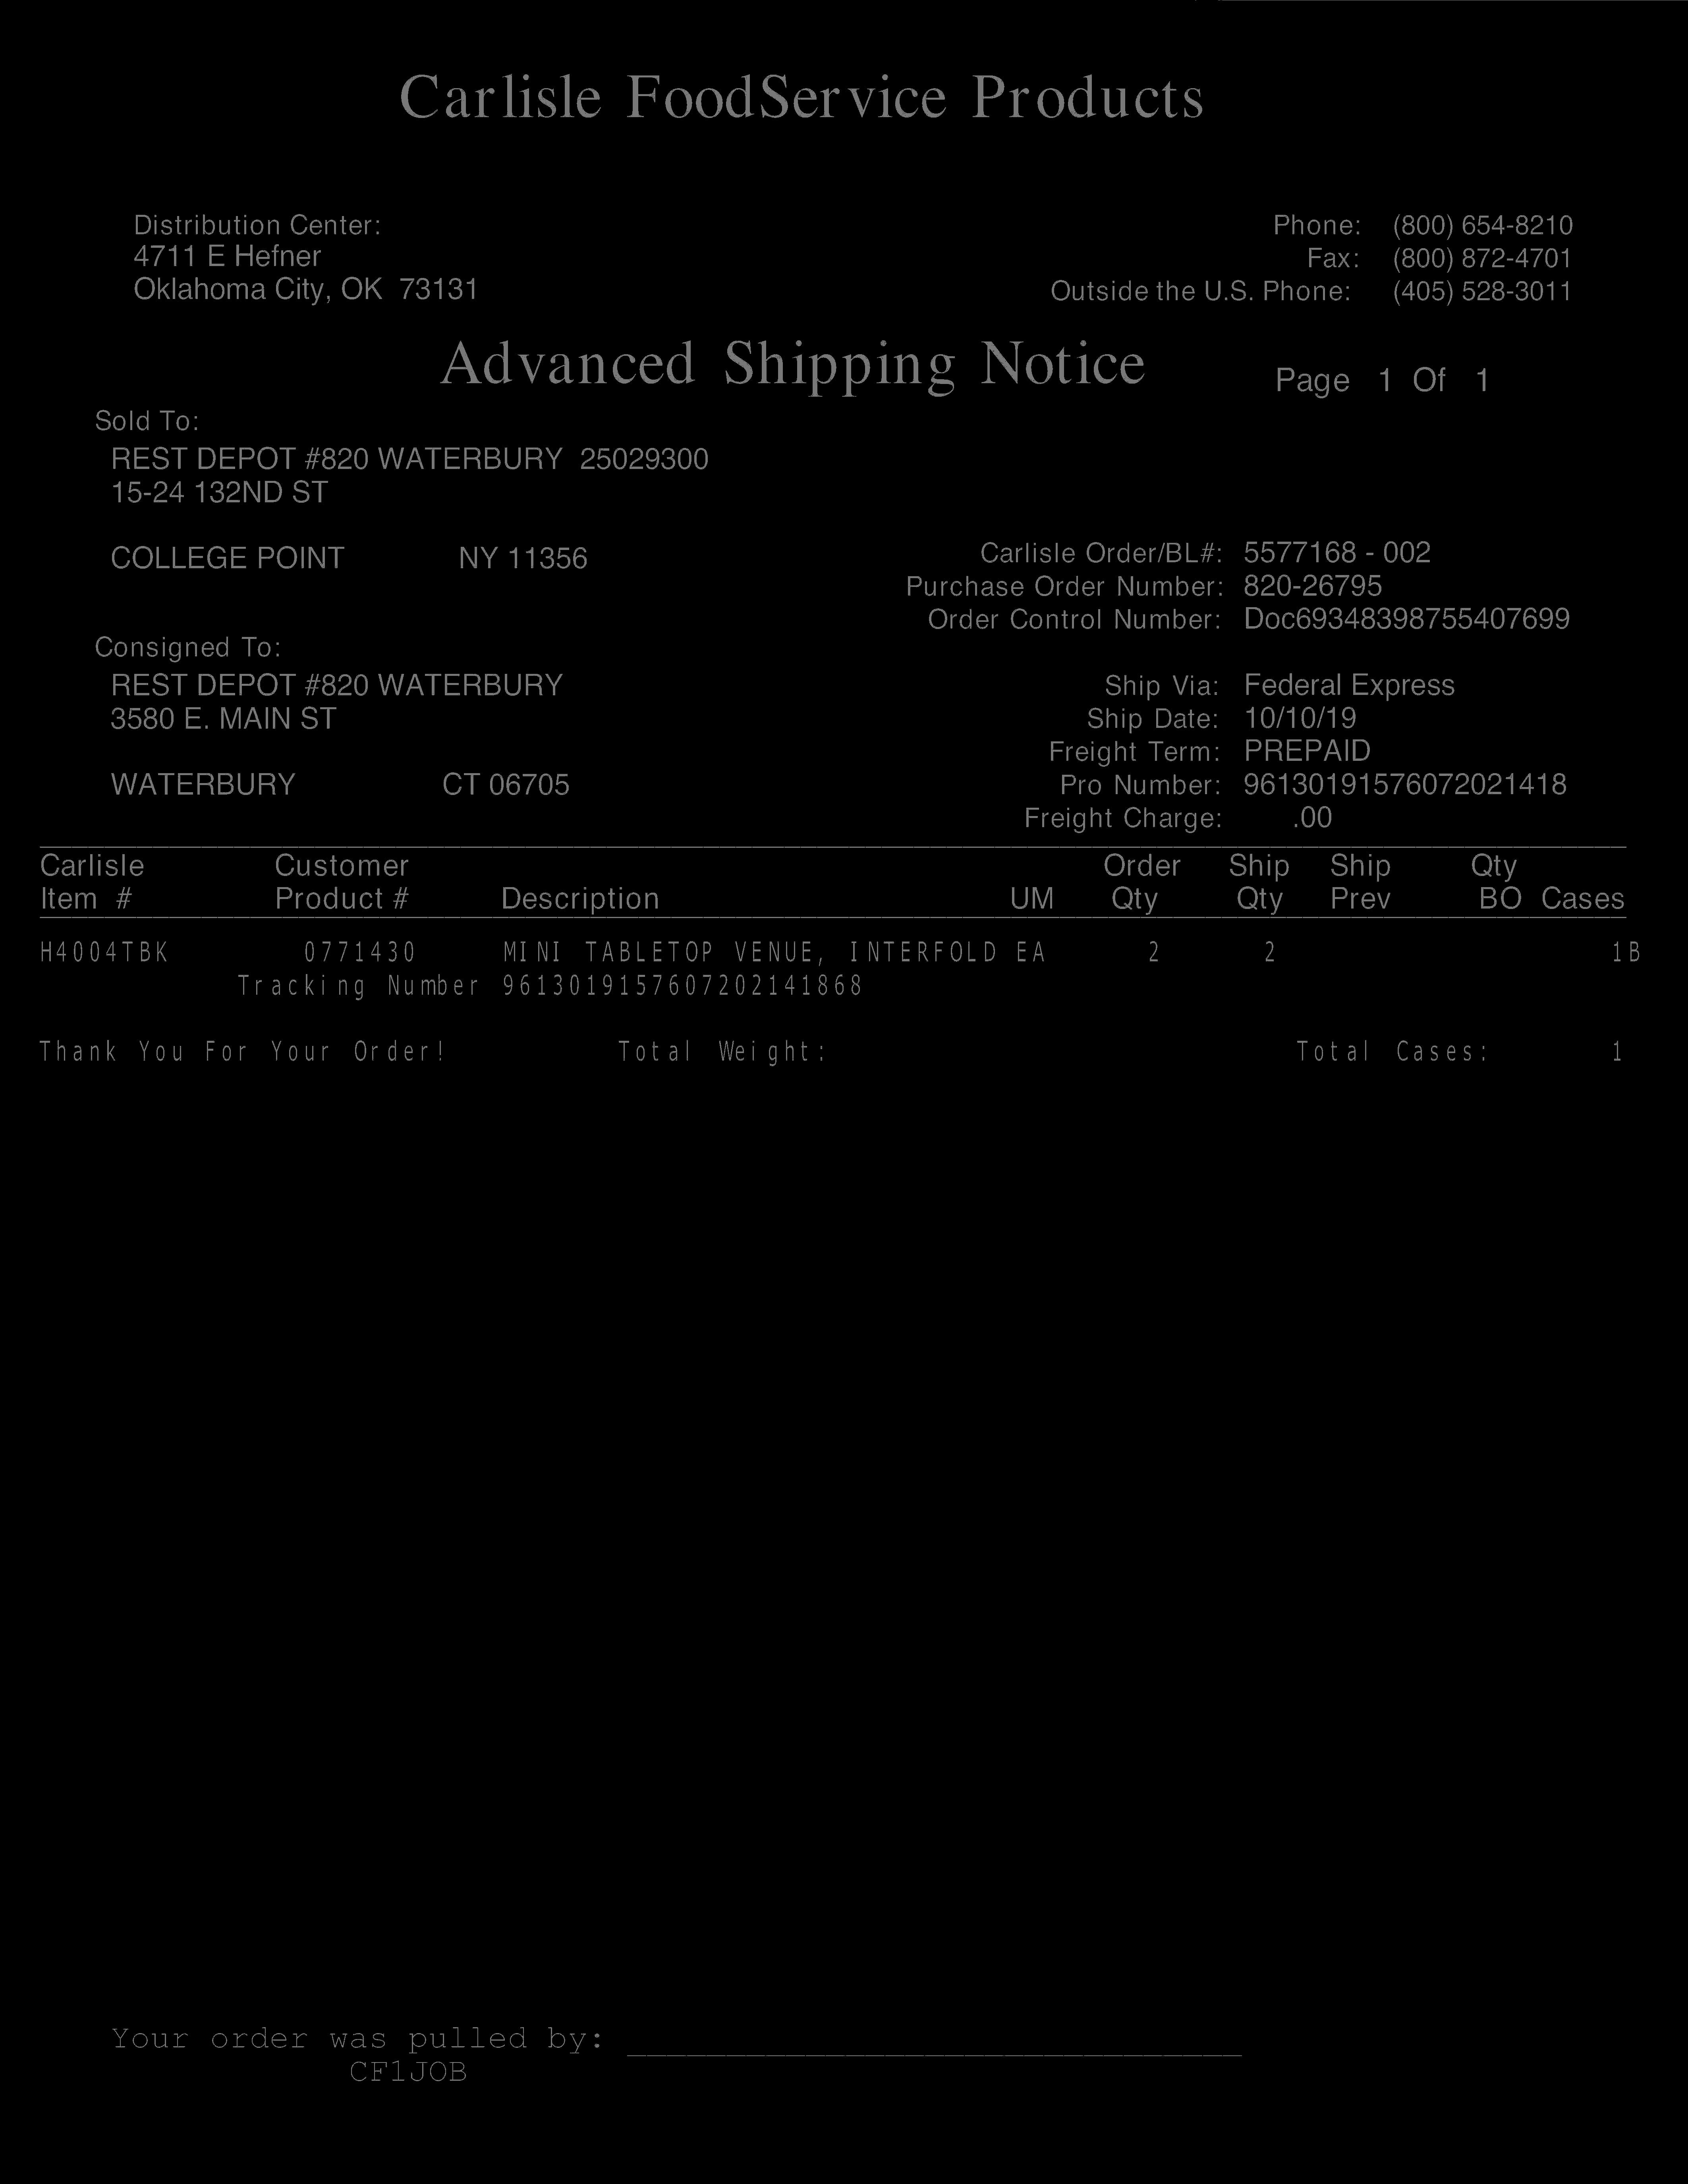 Carlisle FoodService Products
Distribution Center:
4711 E Hefner
Oklahoma City, OK 73131
Phone: (800) 654-8210
Fax: (800) 872-4701
Outside the U.S. Phone: (405) 528-3011
Advanced Shipping Notice
Page 1 Of 1
Sold To:
REST DEPOT #820 WATERBURY 25029300
15-24 132ND ST
COLLEGE POINT NY 11356
Carlisle Order/BL#: 5577168 - 002
Purchase Order Number: 820-26795
Order Control Number: Doc69348398755407699
Consigned To:
REST DEPOT #820 WATERBURY
3580 E. MAIN ST
WATERBURY CT 06705
Ship Via: Federal Express
Ship Date: 10/10/19
Freight Term: PREPAID
Pro Number: 96130191576072021418
Freight Charge: .00
Carlisle Customer Order Ship Ship Qty
Item # Product # Description UM Qty Qty Prev BO Cases
H4004TBK 0771430 MINI TABLETOP VENUE, INTERFOLD EA 2 2 1B
Tracking Number 9613019157607202141868
Thank You For Your Order! Total Weight: Total Cases: 1
Your order was pulled by:
CF1JOB